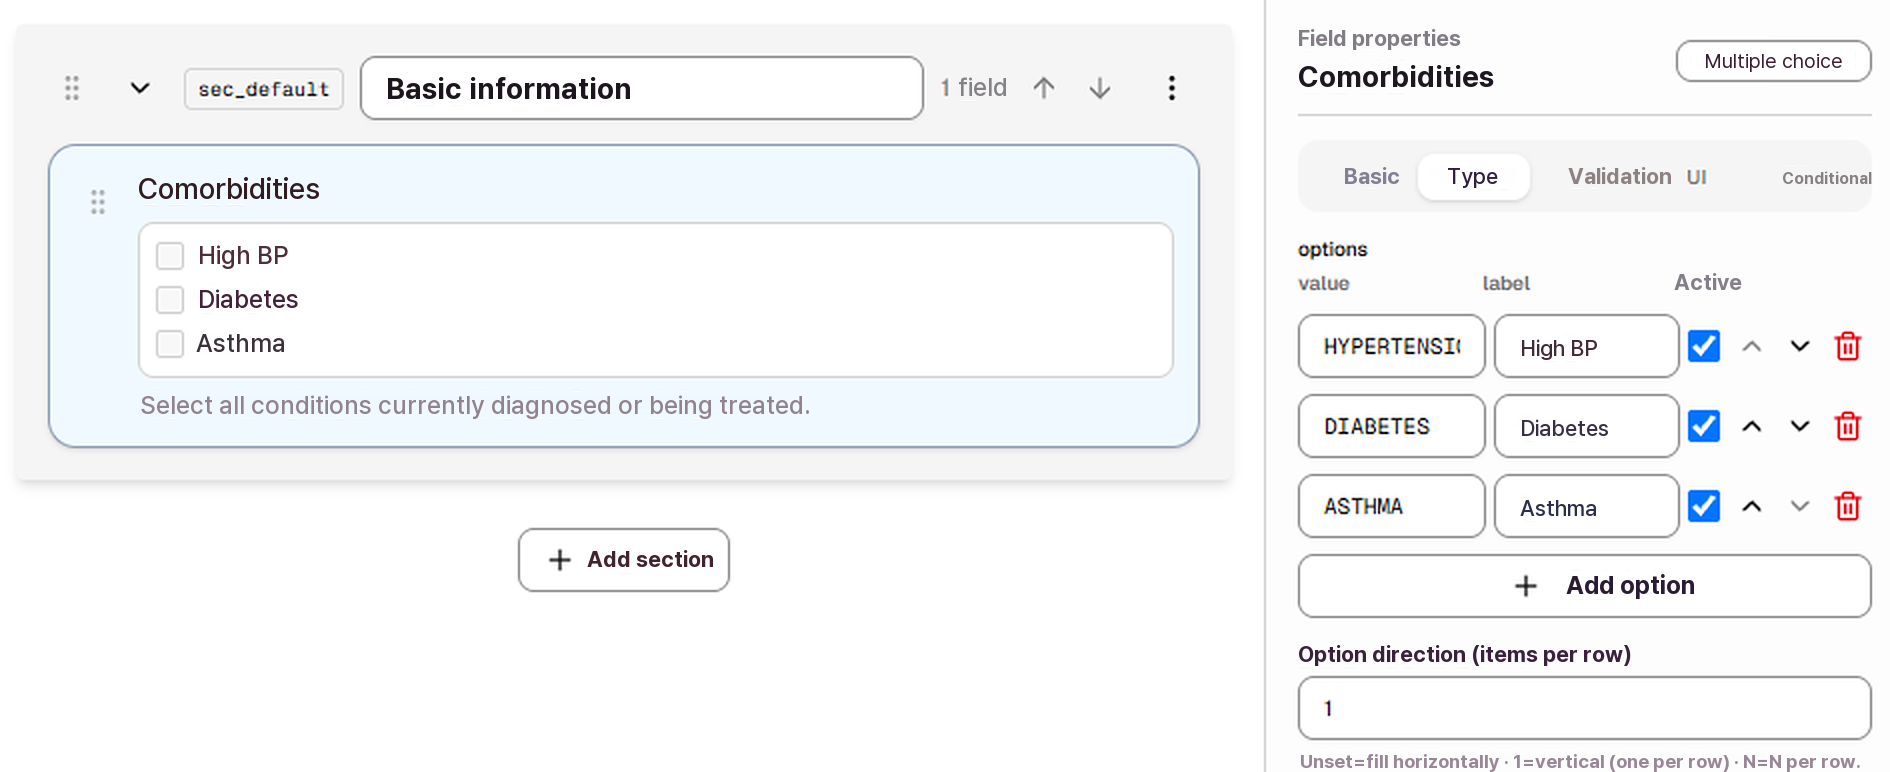 sec_default
Basic information
1 field
Comorbidities
High BP
Diabetes
Asthma
Select all conditions currently diagnosed or being treated.
Add section
Field properties
Comorbidities
Multiple choice
Basic Type Validation UI Conditional
options
value label Active
HYPERTENSI High BP
DIABETES Diabetes
ASTHMA Asthma
Add option
Option direction (items per row)
1
Unset=fill horizontally · 1=vertical (one per row) · N=N per row.